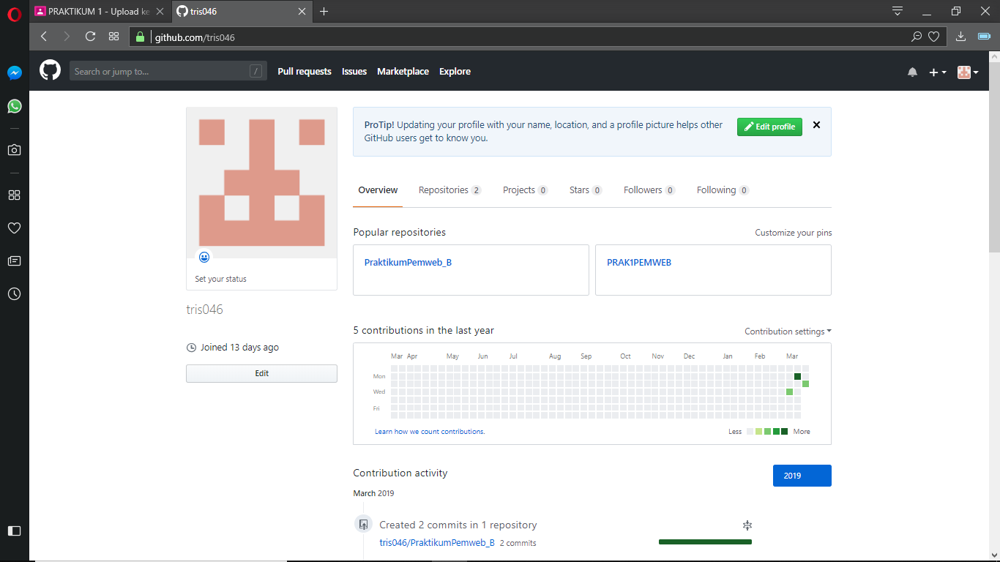 PRAKTIKUM 1 - Upload ke
tris046
github.com/tris046
Search or jump to...
/
Pull requests
Issues
Marketplace
Explore
ProTip! Updating your profile with your name, location, and a profile picture helps other
GitHub users get to know you.
Edit profile
Overview
Repositories 2
Projects 0
Stars 0
Followers 0
Following 0
Set your status
tris046
Joined 13 days ago
Edit
Popular repositories
Customize your pins
PraktikumPemweb_B
PRAK1PEMWEB
5 contributions in the last year
Contribution settings
Mar Apr May Jun Jul Aug Sep Oct Nov Dec Jan Feb Mar
Mon
Wed
Fri
Learn how we count contributions.
Less
More
Contribution activity
2019
March 2019
Created 2 commits in 1 repository
tris046/PraktikumPemweb_B 2 commits